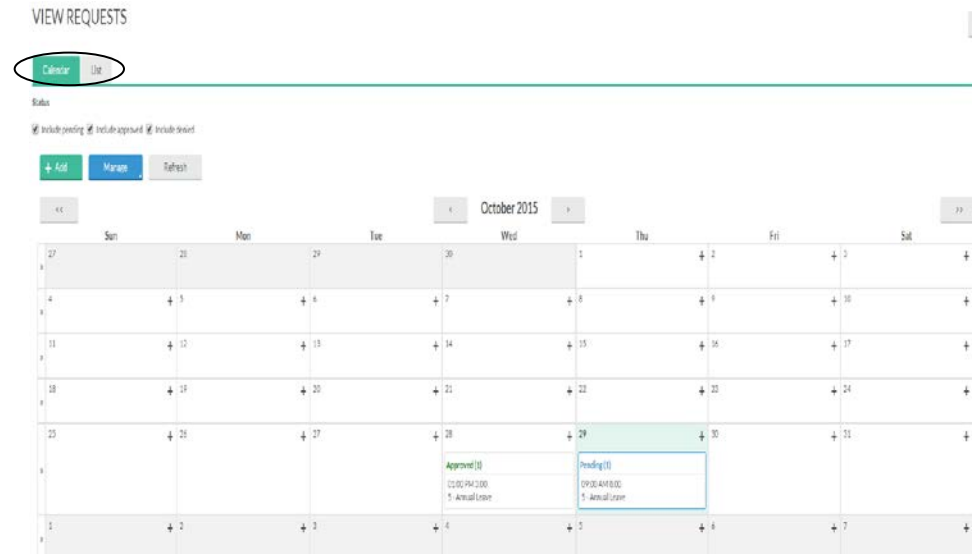 VIEW REQUESTS
Calendar List
Status
Include pending Include approved Include denied
+ Add Manage Refresh
<< < October 2015 > >>
Sun Mon Tue Wed Thu Fri Sat
27 28 29 30 1 + 2 + 3 +
4 + 5 + 6 + 7 + 8 + 9 + 10 +
11 + 12 + 13 + 14 + 15 + 16 + 17 +
18 + 19 + 20 + 21 + 22 + 23 + 24 +
25 + 26 + 27 + 28 + 29 + 30 + 31 +
Approved (1) Pending (1)
01:00 PM 3.00 09:00 AM 8.00
5 - Annual Leave 5 - Annual Leave
1 + 2 + 3 + 4 + 5 + 6 + 7 +